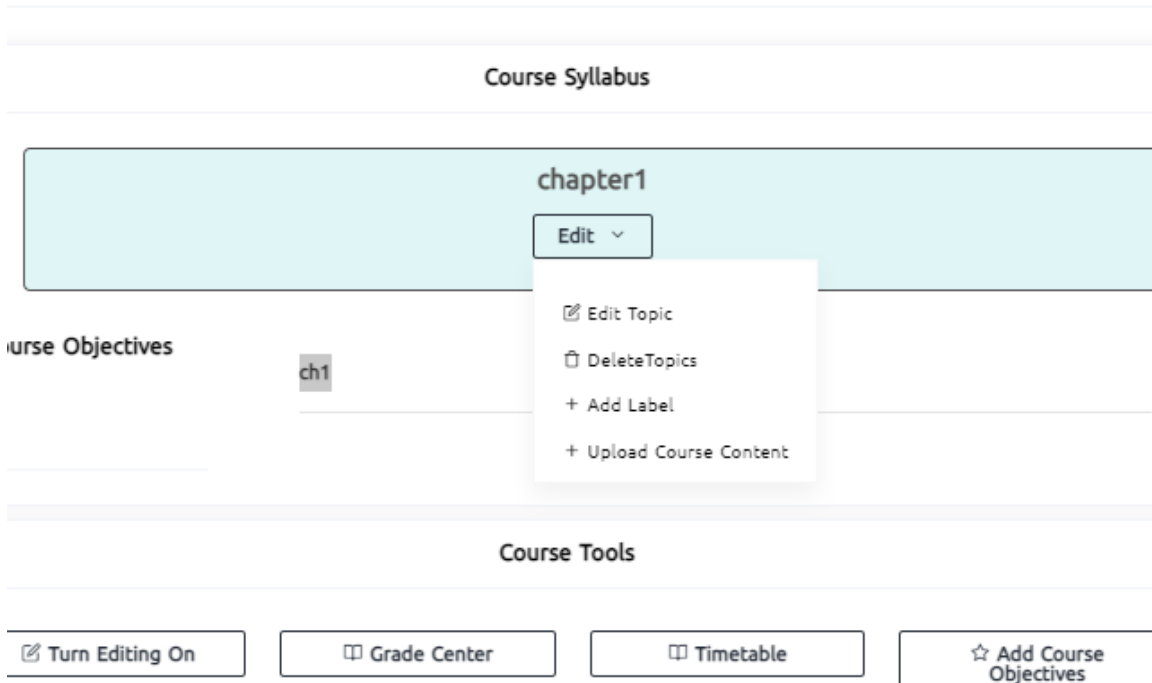 Course Syllabus
chapter1
Edit
Edit Topic
DeleteTopics
+ Add Label
+ Upload Course Content
Objectives
ch1
Course Tools
Turn Editing On
Grade Center
Timetable
Add Course
Objectives